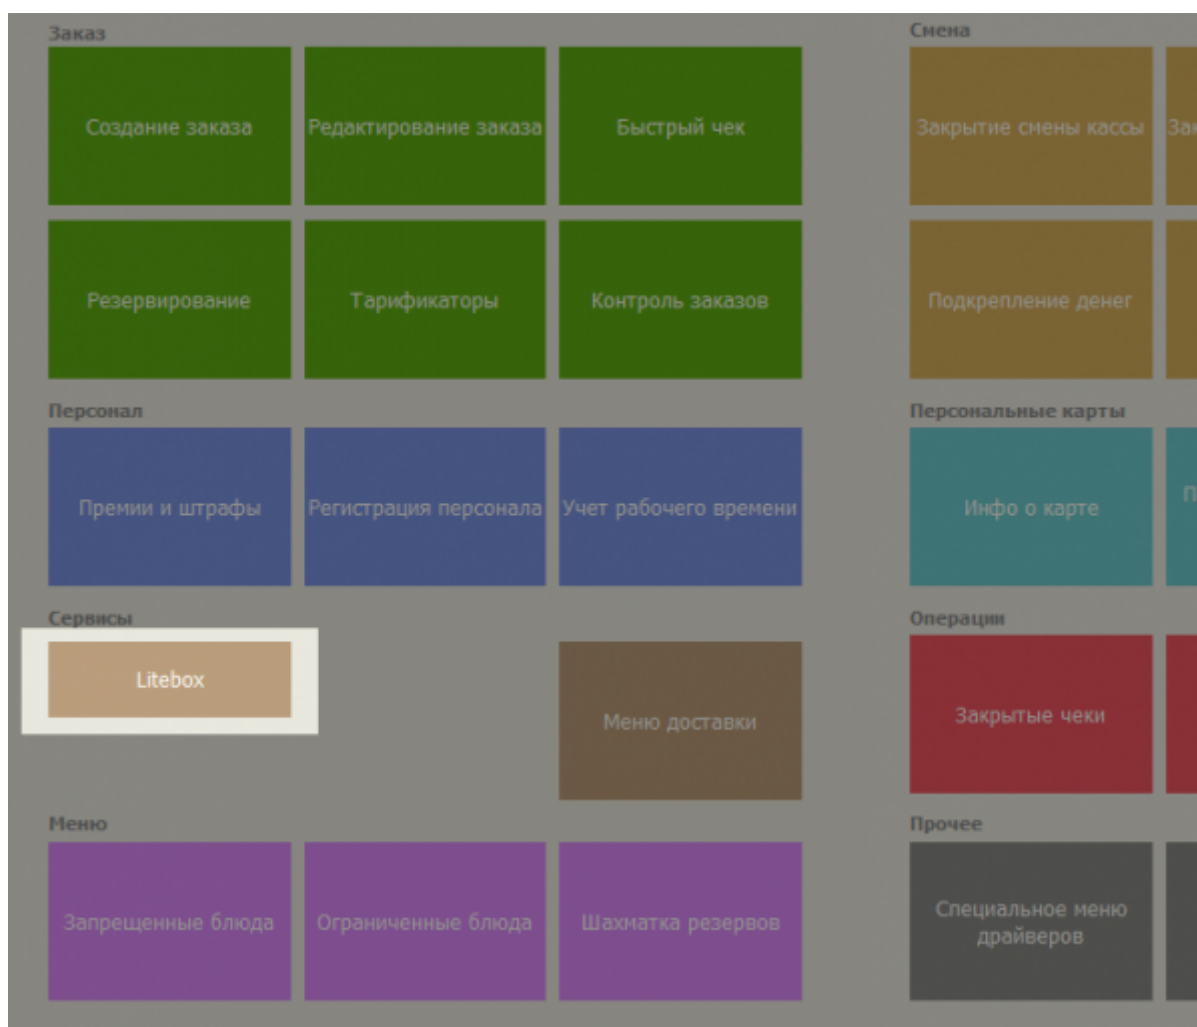 Заказ
Создание заказа
Редактирование заказа
Быстрый чек
Резервирование
Тарификаторы
Контроль заказов
Персонал
Премии и штрафы
Регистрация персонала
Учет рабочего времени
Сервисы
Litebox
Меню доставки
Меню
Запрещенные блюда
Ограниченные блюда
Шахматка резервов
Смена
Закрытие смены кассы
Подкрепление денег
Персональные карты
Инфо о карте
Операции
Закрытые чеки
Прочее
Специальное меню
драйверов